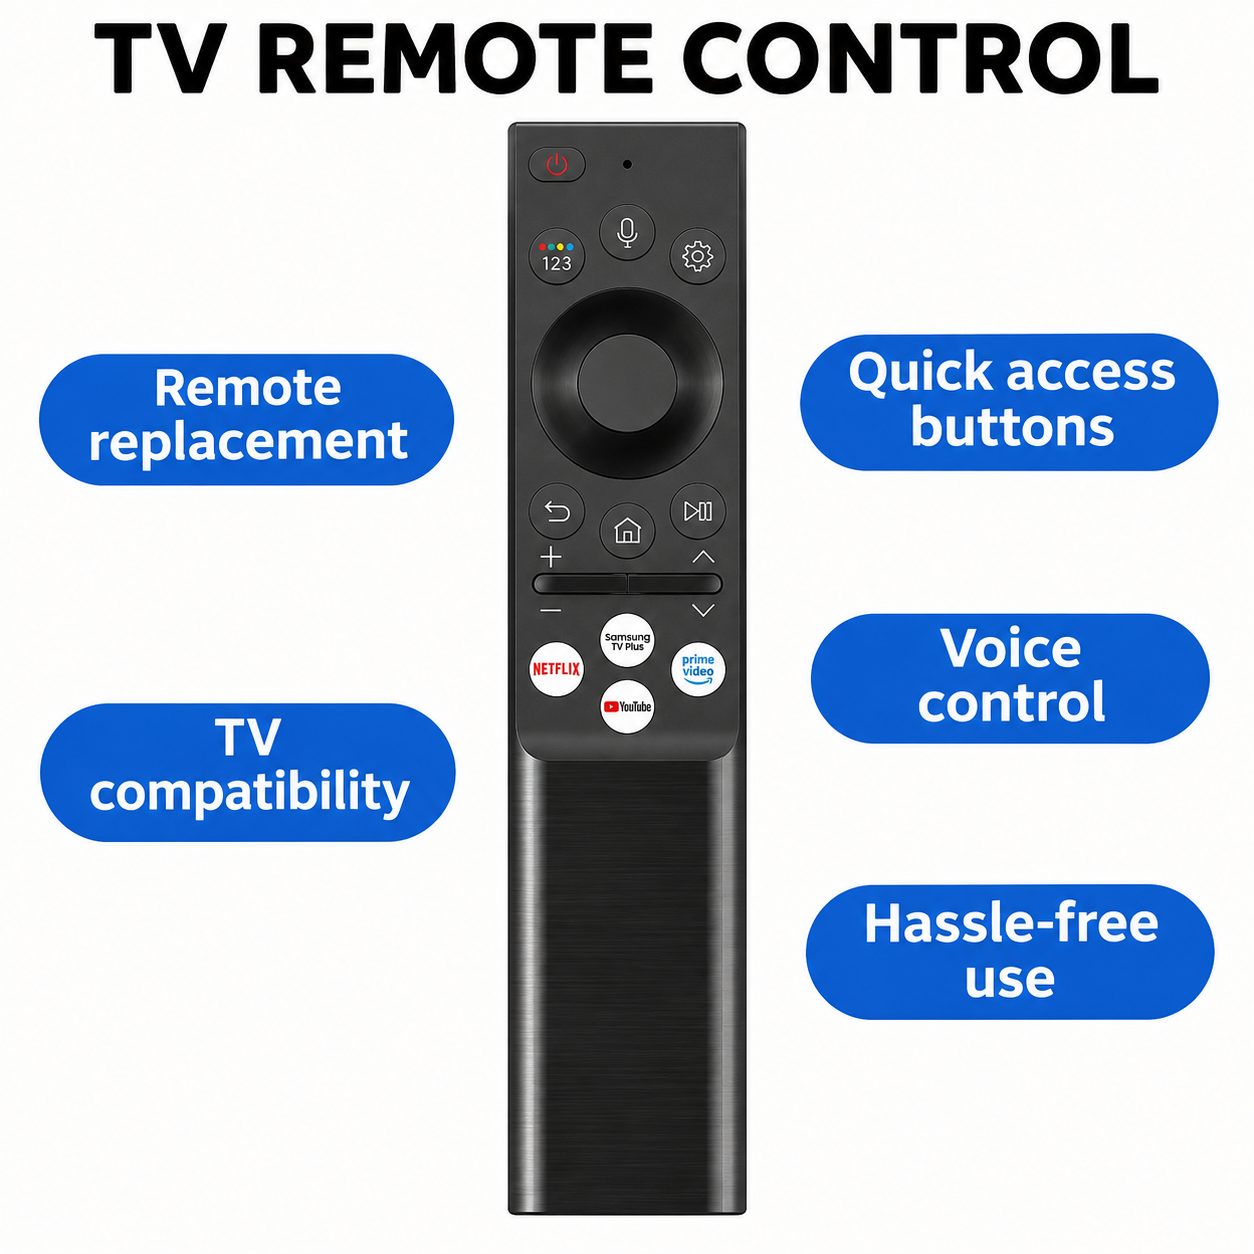 TV REMOTE CONTROL
123
Remote
replacement
Quick access
buttons
Samsung
TV Plus
NETFLIX
prime
video
YouTube
Voice
control
TV
compatibility
Hassle-free
use